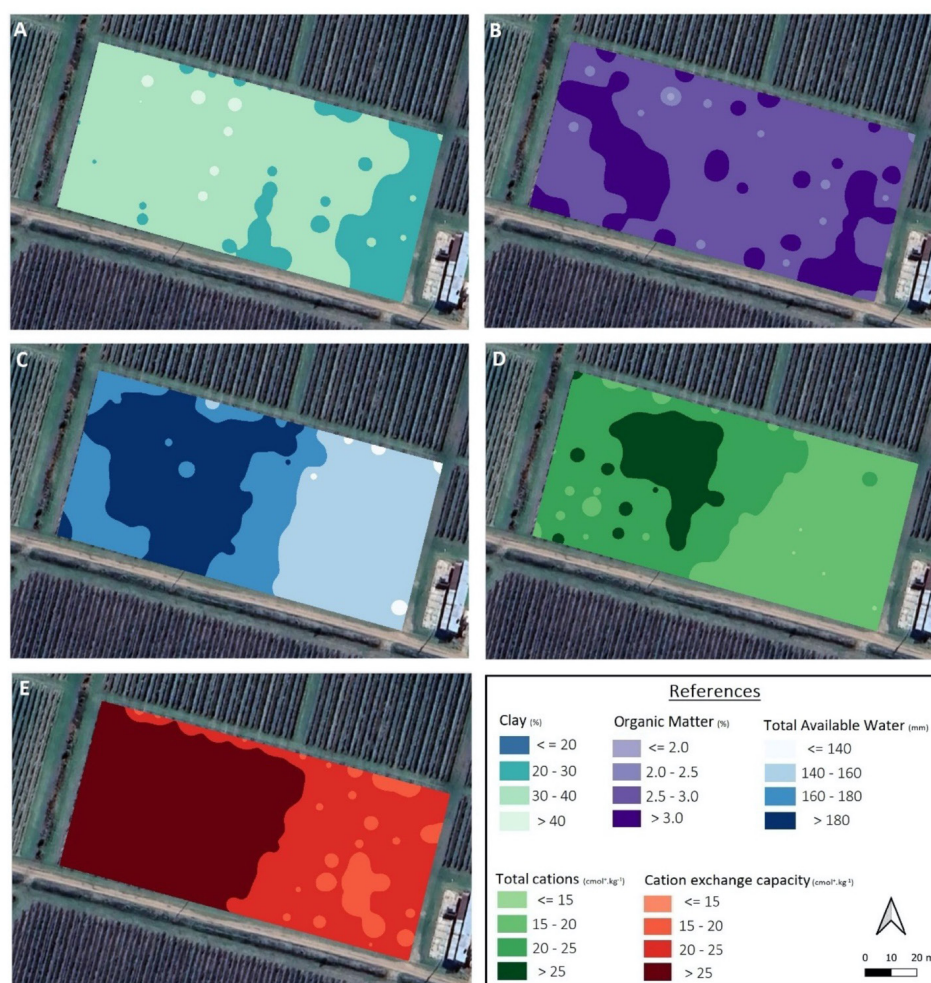 A
B
C
D
E
References
Clay (%)
<= 20
20 - 30
30 - 40
> 40
Organic Matter (%)
<= 2.0
2.0 - 2.5
2.5 - 3.0
> 3.0
Total Available Water (mm)
<= 140
140 - 160
160 - 180
> 180
Total cations (cmol⁺.kg⁻¹)
<= 15
15 - 20
20 - 25
> 25
Cation exchange capacity (cmol⁺.kg⁻¹)
<= 15
15 - 20
20 - 25
> 25
0 10 20 m